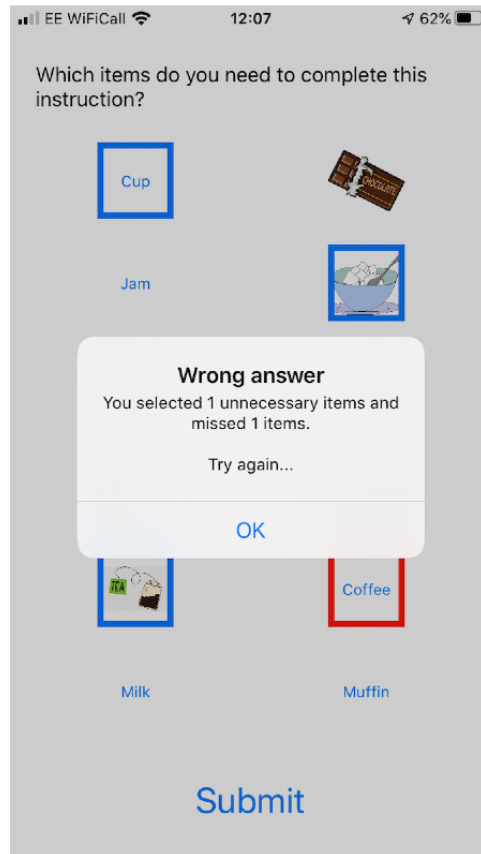 EE WiFiCall 12:07 62%
Which items do you need to complete this
instruction?
Cup
CHOCOLATE
Jam
Wrong answer
You selected 1 unnecessary items and
missed 1 items.
Try again...
OK
TEA
Coffee
Milk
Muffin
Submit